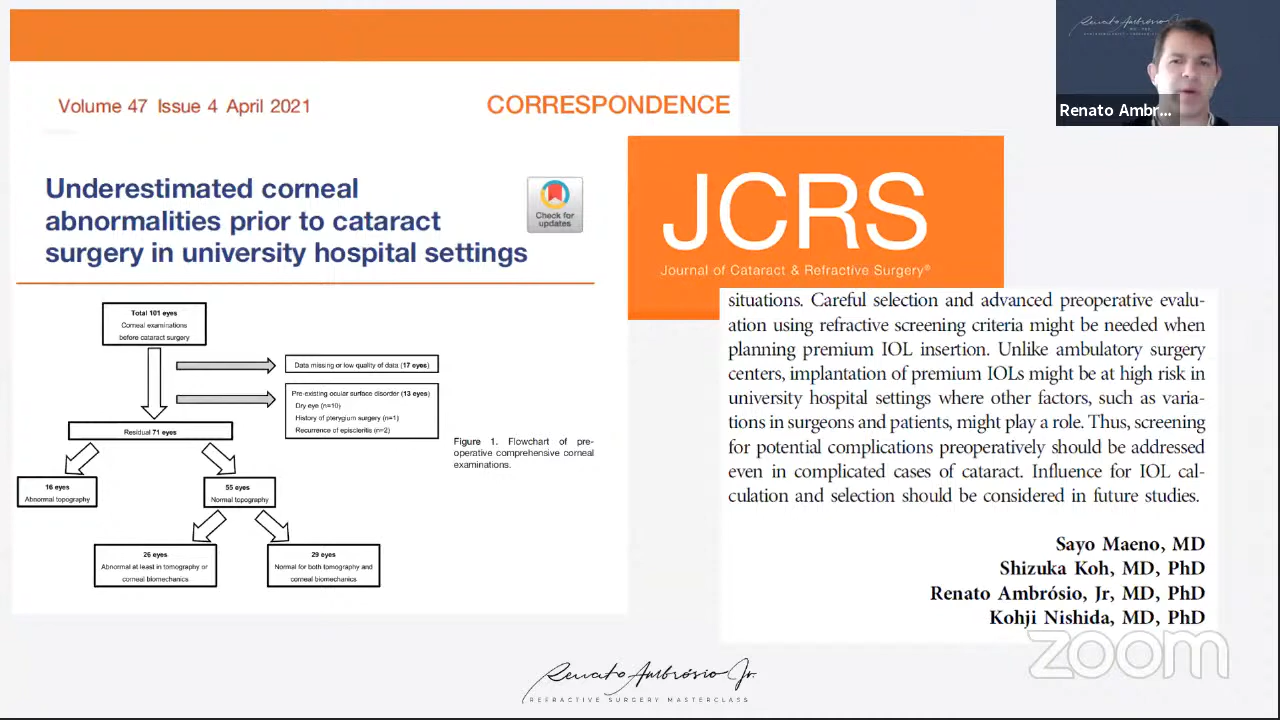 Volume 47 Issue 4 April 2021
CORRESPONDENCE
Underestimated corneal
abnormalities prior to cataract
surgery in university hospital settings
Check for
updates
JCRS
Journal of Cataract & Refractive Surgery®
Total 101 eyes
Corneal examinations
before cataract surgery
Data missing or low quality of data (17 eyes)
Pre-existing ocular surface disorder (13 eyes)
Dry eye (n=10)
History of pterygium surgery (n=1)
Recurrence of episcleritis (n=2)
Residual 71 eyes
16 eyes
Abnormal topography
55 eyes
Normal topography
26 eyes
Abnormal at least in tomography or
corneal biomechanics
29 eyes
Normal for both tomography and
corneal biomechanics
Figure 1. Flowchart of pre-
operative comprehensive corneal
examinations.
situations. Careful selection and advanced preoperative evalu-
ation using refractive screening criteria might be needed when
planning premium IOL insertion. Unlike ambulatory surgery
centers, implantation of premium IOLs might be at high risk in
university hospital settings where other factors, such as varia-
tions in surgeons and patients, might play a role. Thus, screening
for potential complications preoperatively should be addressed
even in complicated cases of cataract. Influence for IOL cal-
culation and selection should be considered in future studies.
Sayo Maeno, MD
Shizuka Koh, MD, PhD
Renato Ambrósio, Jr, MD, PhD
Kohji Nishida, MD, PhD
Renato Ambrósio Jr.
REFRACTIVE SURGERY MASTERCLASS
zoom
Renato Ambrósio Jr
Renato Ambr...